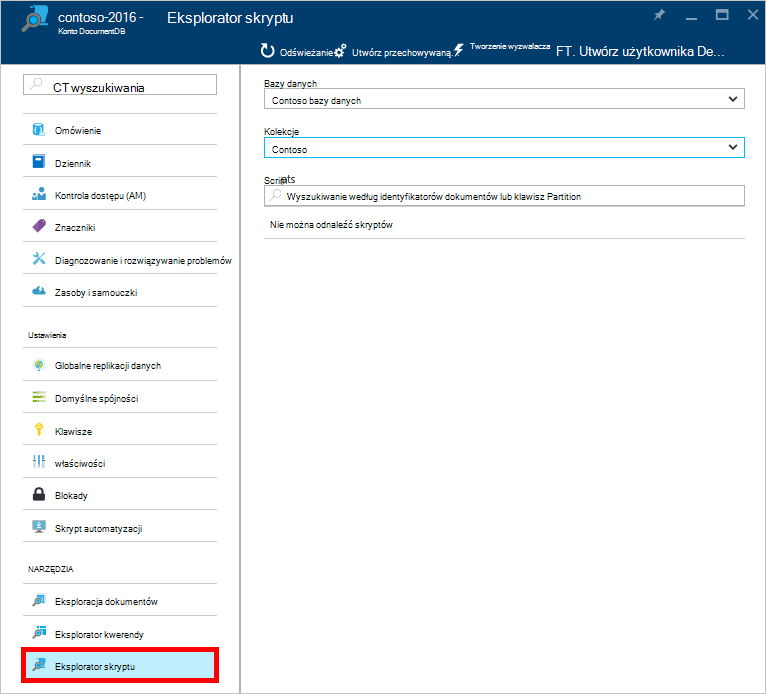 contoso-2016 -
Eksplorator skryptu
Konto DocurnentDB
Odświeżanie Utwórz przechowywaną. Tworzenie wyzwalacza FT. Utwórz użytkownika De...
CT wyszukiwania
Omówienie
Dziennik
Kontrola dostępu (AM)
Znaczniki
Diagnozowanie i rozwiązywanie problemów
Zasoby i samouczki
Ustawienia
Globalne replikacji danych
Domyślne spójności
Klawisze
właściwości
Blokady
Skrypt automatyzacji
NARZĘDZIA
Eksploracja dokumentów
Eksplorator kwerendy
Eksplorator skryptu
Bazy danych
Contoso bazy danych
Kolekcje
Contoso
Scripts
Wyszukiwanie według identyfikatorów dokumentów lub klawisz Partition
Nie można odnaleźć skryptów